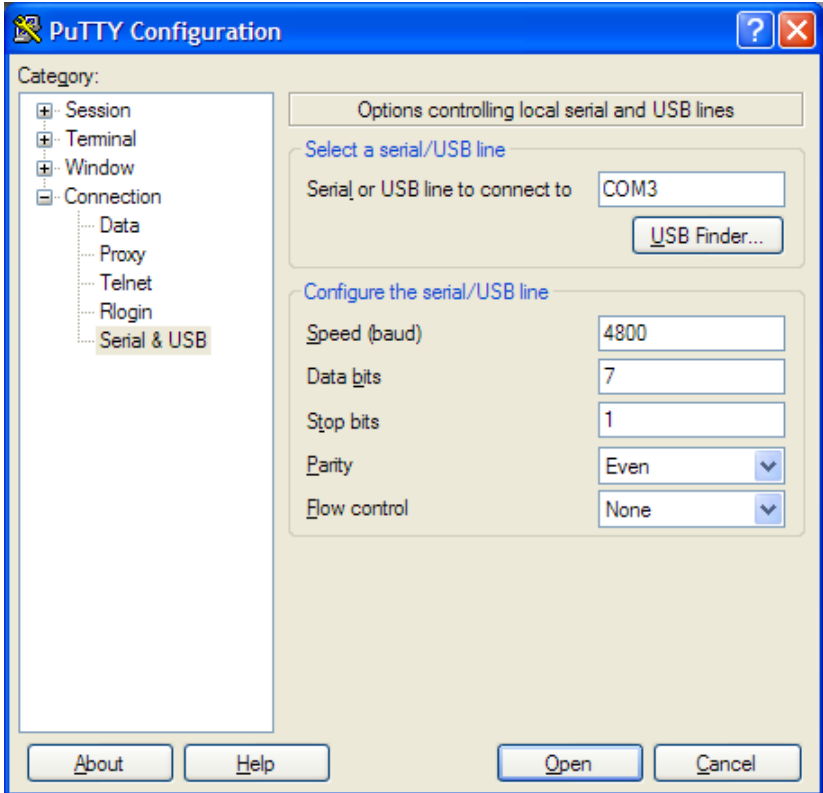 PuTTY Configuration
Category:
Session
Terminal
Window
Connection
Data
Proxy
Telnet
Rlogin
Serial & USB
Options controlling local serial and USB lines
Select a serial/USB line
Serial or USB line to connect to COM3
USB Finder...
Configure the serial/USB line
Speed (baud) 4800
Data bits 7
Stop bits 1
Parity Even
Flow control None
About Help Open Cancel